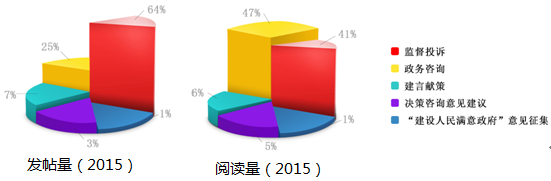 64%
25%
7%
3%
1%
发帖量（2015）
47%
41%
6%
5%
1%
阅读量（2015）
监督投诉
政务咨询
建言献策
决策咨询意见建议
“建设人民满意政府”意见征集